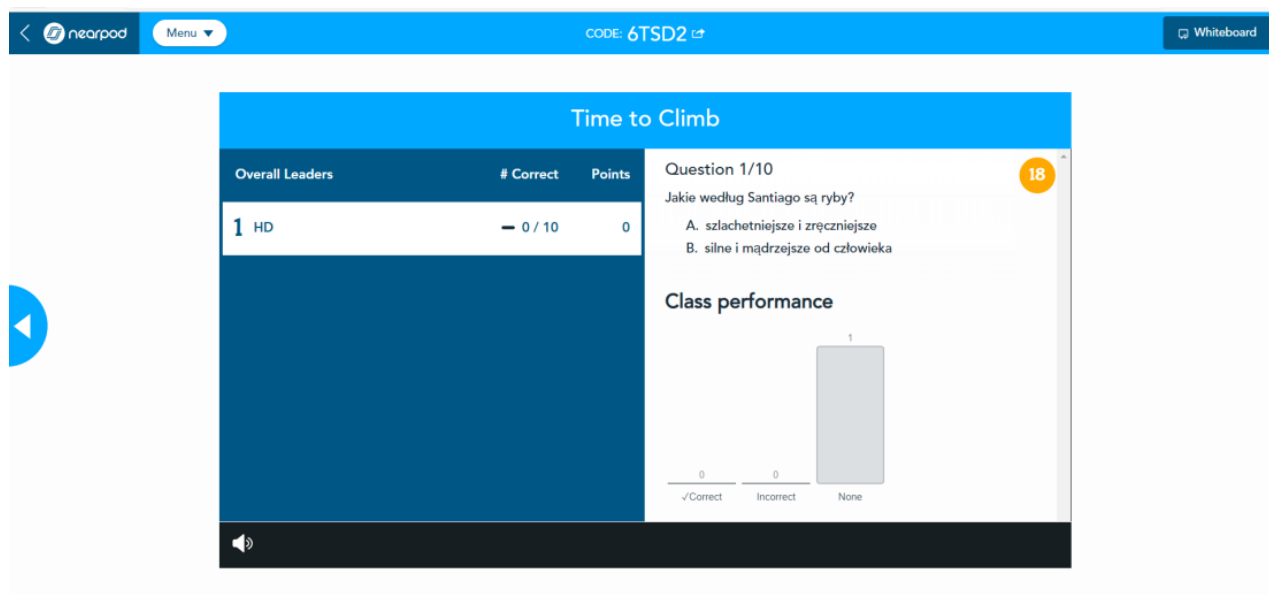 nearpod
Menu
CODE: 6TSD2
Whiteboard
Time to Climb
Overall Leaders # Correct Points
1 HD 0 / 10 0
Question 1/10
18
Jakie według Santiago są ryby?
A. szlachetniejsze i zręczniejsze
B. silne i mądrzejsze od człowieka
Class performance
1
0 0
✓Correct Incorrect None